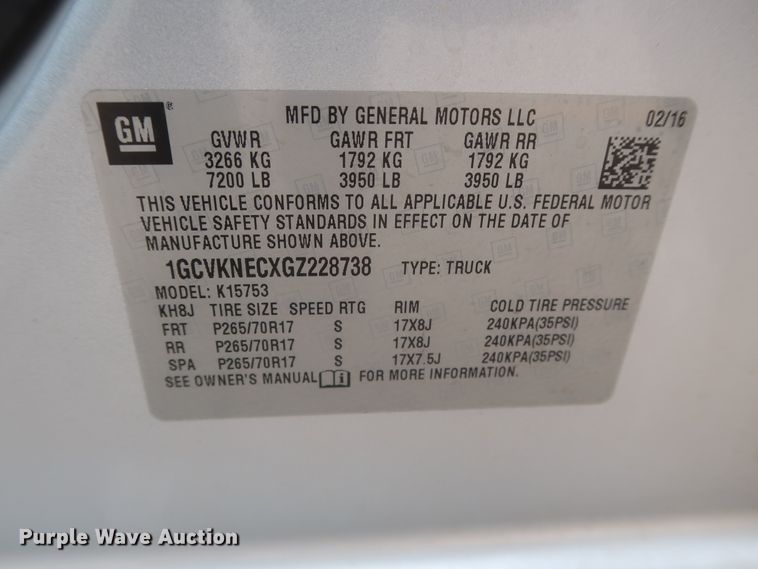 GM ® MFD BY GENERAL MOTORS LLC 02/16
GVWR GAWR FRT GAWR RR
3266 KG 1792 KG 1792 KG
7200 LB 3950 LB 3950 LB
THIS VEHICLE CONFORMS TO ALL APPLICABLE U.S. FEDERAL MOTOR
VEHICLE SAFETY STANDARDS IN EFFECT ON THE DATE OF
MANUFACTURE SHOWN ABOVE.
1GCVKNECXGZ228738 TYPE: TRUCK
MODEL: K15753
KH8J TIRE SIZE SPEED RTG RIM COLD TIRE PRESSURE
FRT P265/70R17 S 17X8J 240KPA(35PSI)
RR P265/70R17 S 17X8J 240KPA(35PSI)
SPA P265/70R17 S 17X7.5J 240KPA(35PSI)
SEE OWNER'S MANUAL i FOR MORE INFORMATION.
Purple Wave Auction